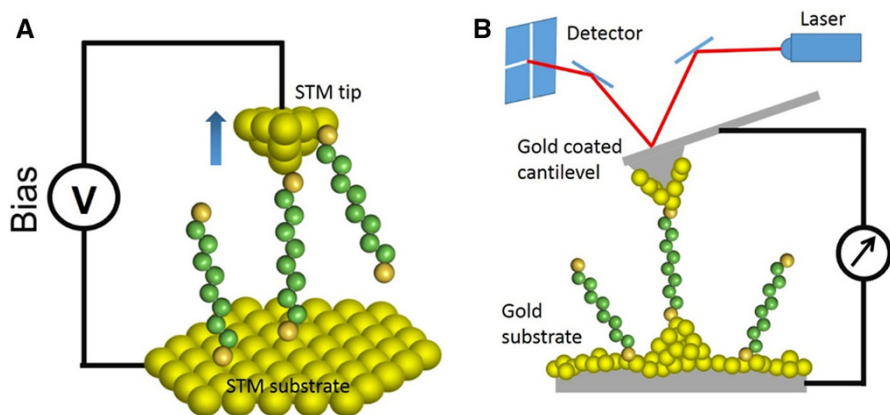 A
STM tip
Bias
V
STM substrate
B
Detector
Laser
Gold coated
cantilevel
Gold
substrate